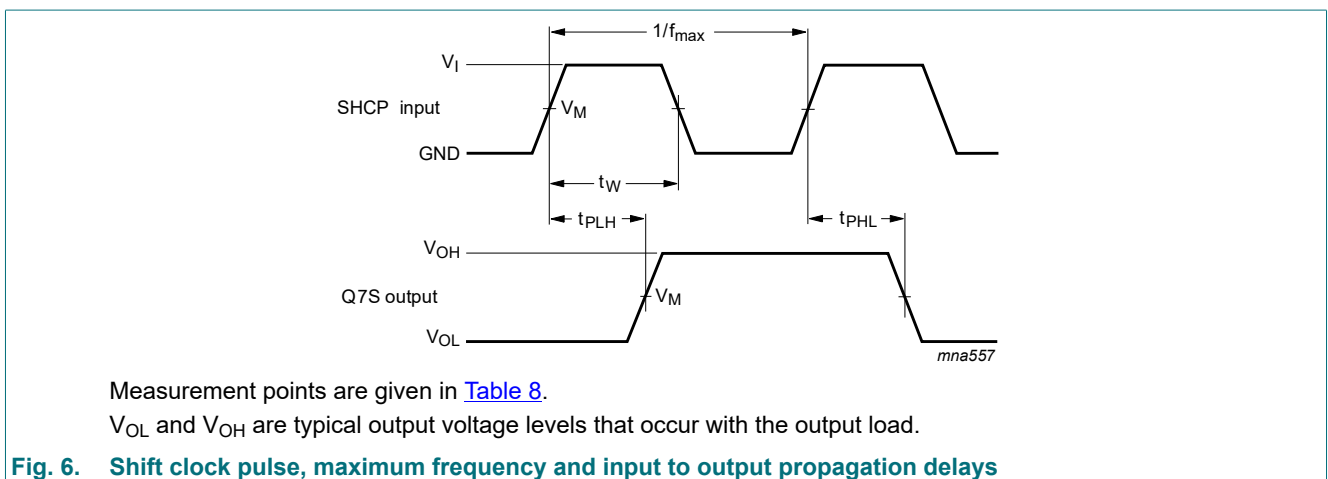 1/fmax
VI
SHCP input
VM
GND
tW
tPLH
tPHL
VOH
Q7S output
VM
VOL
mna557
Measurement points are given in Table 8.
VOL and VOH are typical output voltage levels that occur with the output load.
Fig. 6. Shift clock pulse, maximum frequency and input to output propagation delays